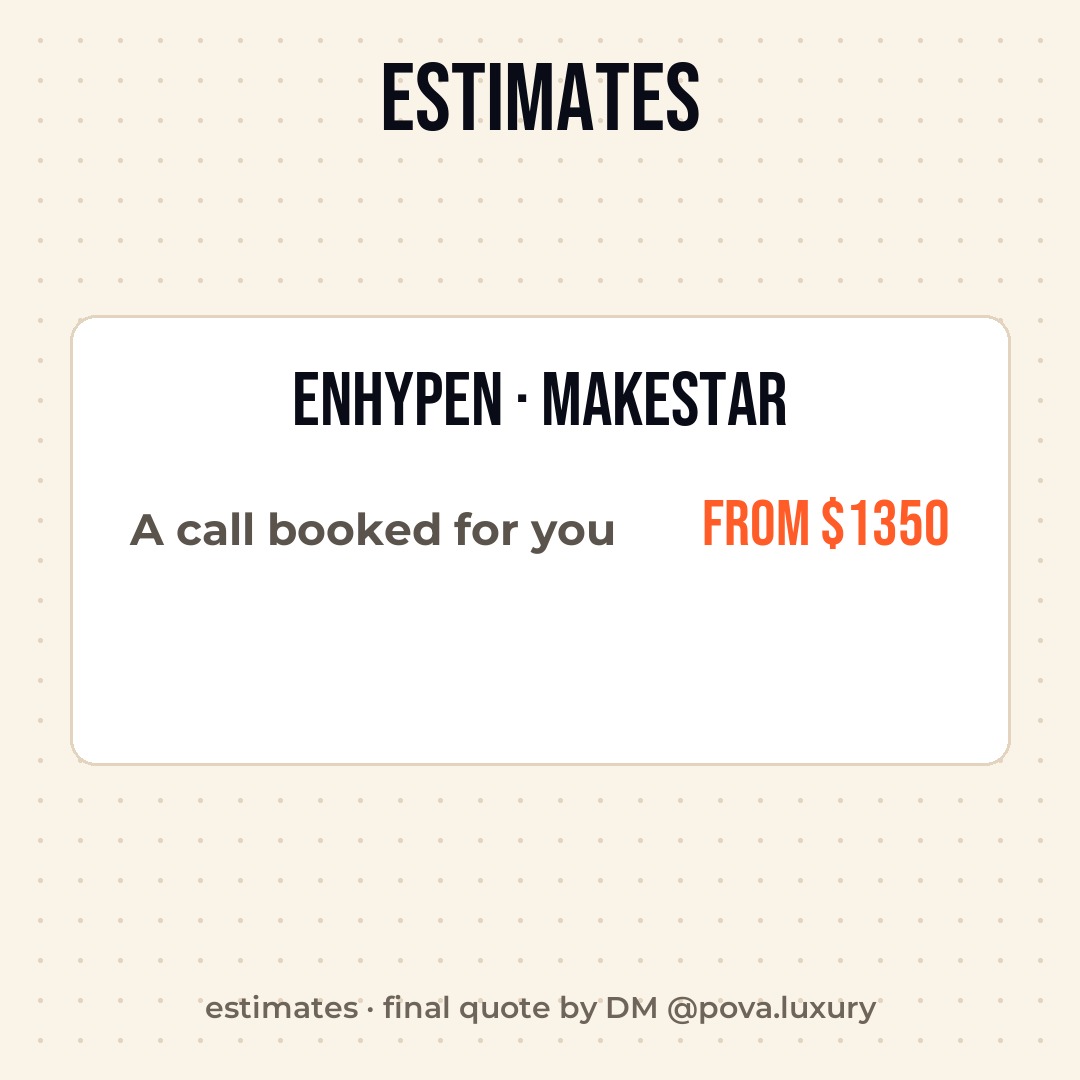 ESTIMATES
ENHYPEN · MAKESTAR
A call booked for you FROM $1350
estimates · final quote by DM @pova.luxury